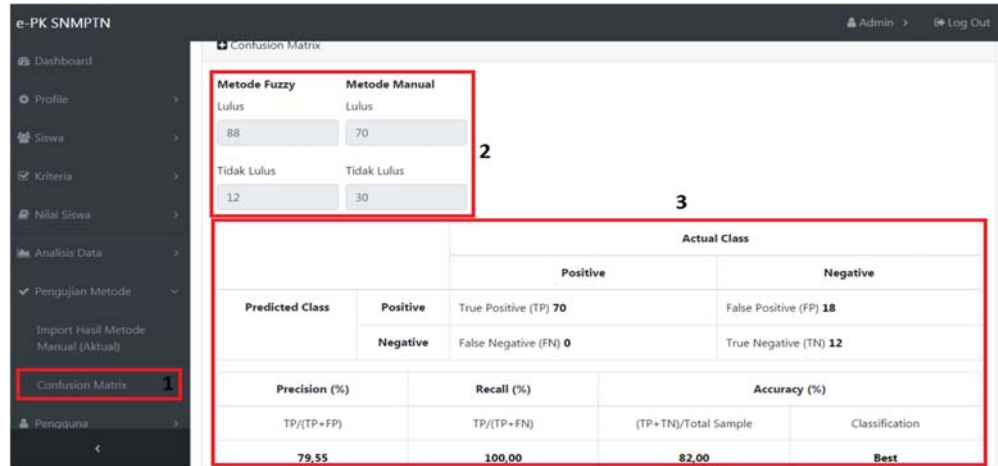 e-PK SNMPTN
Admin > Log Out
Dashboard
Profile >
Siswa >
Kriteria >
Nilai Siswa >
Analisis Data >
Pengujian Metode
Import Hasil Metode
Manual (Aktual)
Confusion Matrix 1
Pengguna >
<
Confusion Matrix
Metode Fuzzy Metode Manual
Lulus Lulus
88 70
2
Tidak Lulus Tidak Lulus
12 30
3
Actual Class
Positive Negative
Predicted Class Positive True Positive (TP) 70 False Positive (FP) 18
Negative False Negative (FN) 0 True Negative (TN) 12
Precision (%) Recall (%) Accuracy (%)
TP/(TP+FP) TP/(TP+FN) (TP+TN)/Total Sample Classification
79,55 100,00 82,00 Best